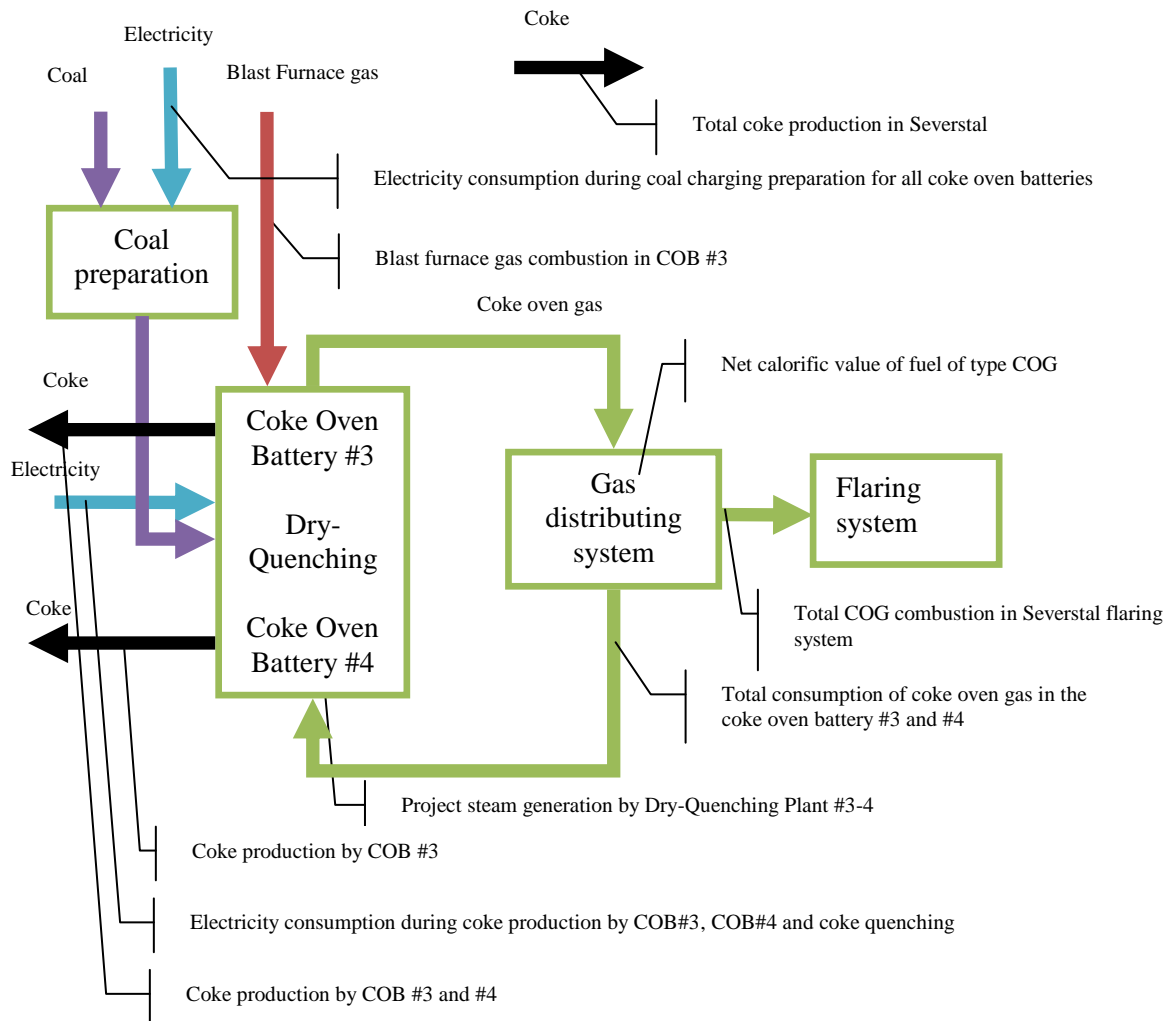 Coke
Electricity
Coal
Blast Furnace gas
Total coke production in Severstal
Electricity consumption during coal charging preparation for all coke oven batteries
Coal
preparation
Blast furnace gas combustion in COB #3
Coke oven gas
Net calorific value of fuel of type COG
Coke
Coke Oven
Battery #3
Electricity
Dry-
Quenching
Gas
distributing
system
Flaring
system
Coke
Coke Oven
Battery #4
Total COG combustion in Severstal flaring
system
Total consumption of coke oven gas in the
coke oven battery #3 and #4
Project steam generation by Dry-Quenching Plant #3-4
Coke production by COB #3
Electricity consumption during coke production by COB#3, COB#4 and coke quenching
Coke production by COB #3 and #4